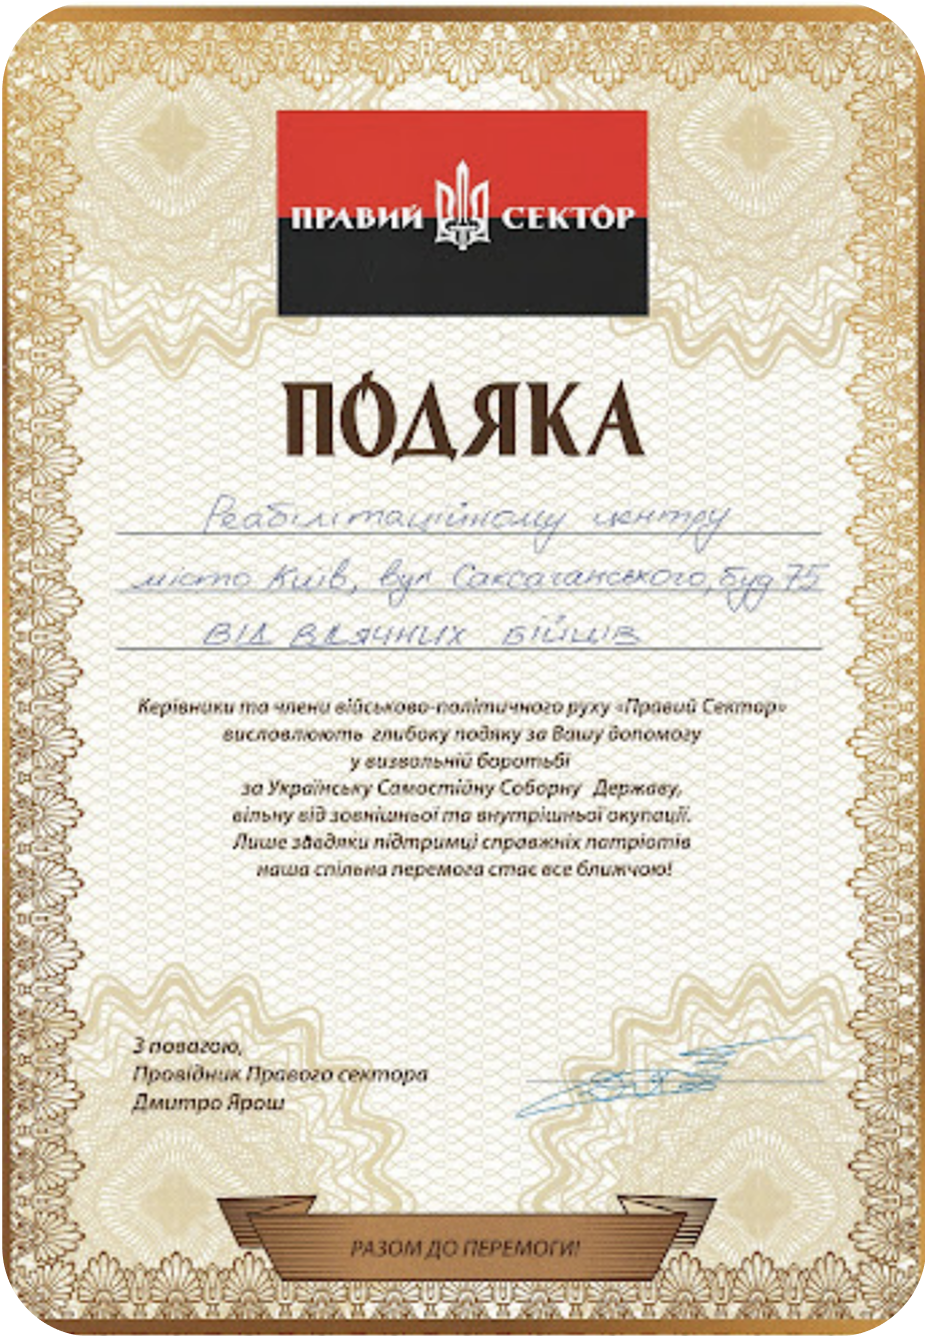 ПРАВИЙ СЕКТОР
ПОДЯКА
Реабілітаційному центру
місто Київ, вул Саксаганського, буд 75
ВІД ВДЯЧНИХ БІЙЦІВ
Керівники та члени військово-політичного руху «Правий Сектор»
висловлюють глибоку подяку за Вашу допомогу
у визвольній боротьбі
за Українську Самостійну Соборну Державу,
вільну від зовнішньої та внутрішньої окупації.
Лише завдяки підтримці справжніх патріотів
наша спільна перемога стає все ближчою!
З повагою,
Провідник Правого сектора
Дмитро Ярош
РАЗОМ ДО ПЕРЕМОГИ!